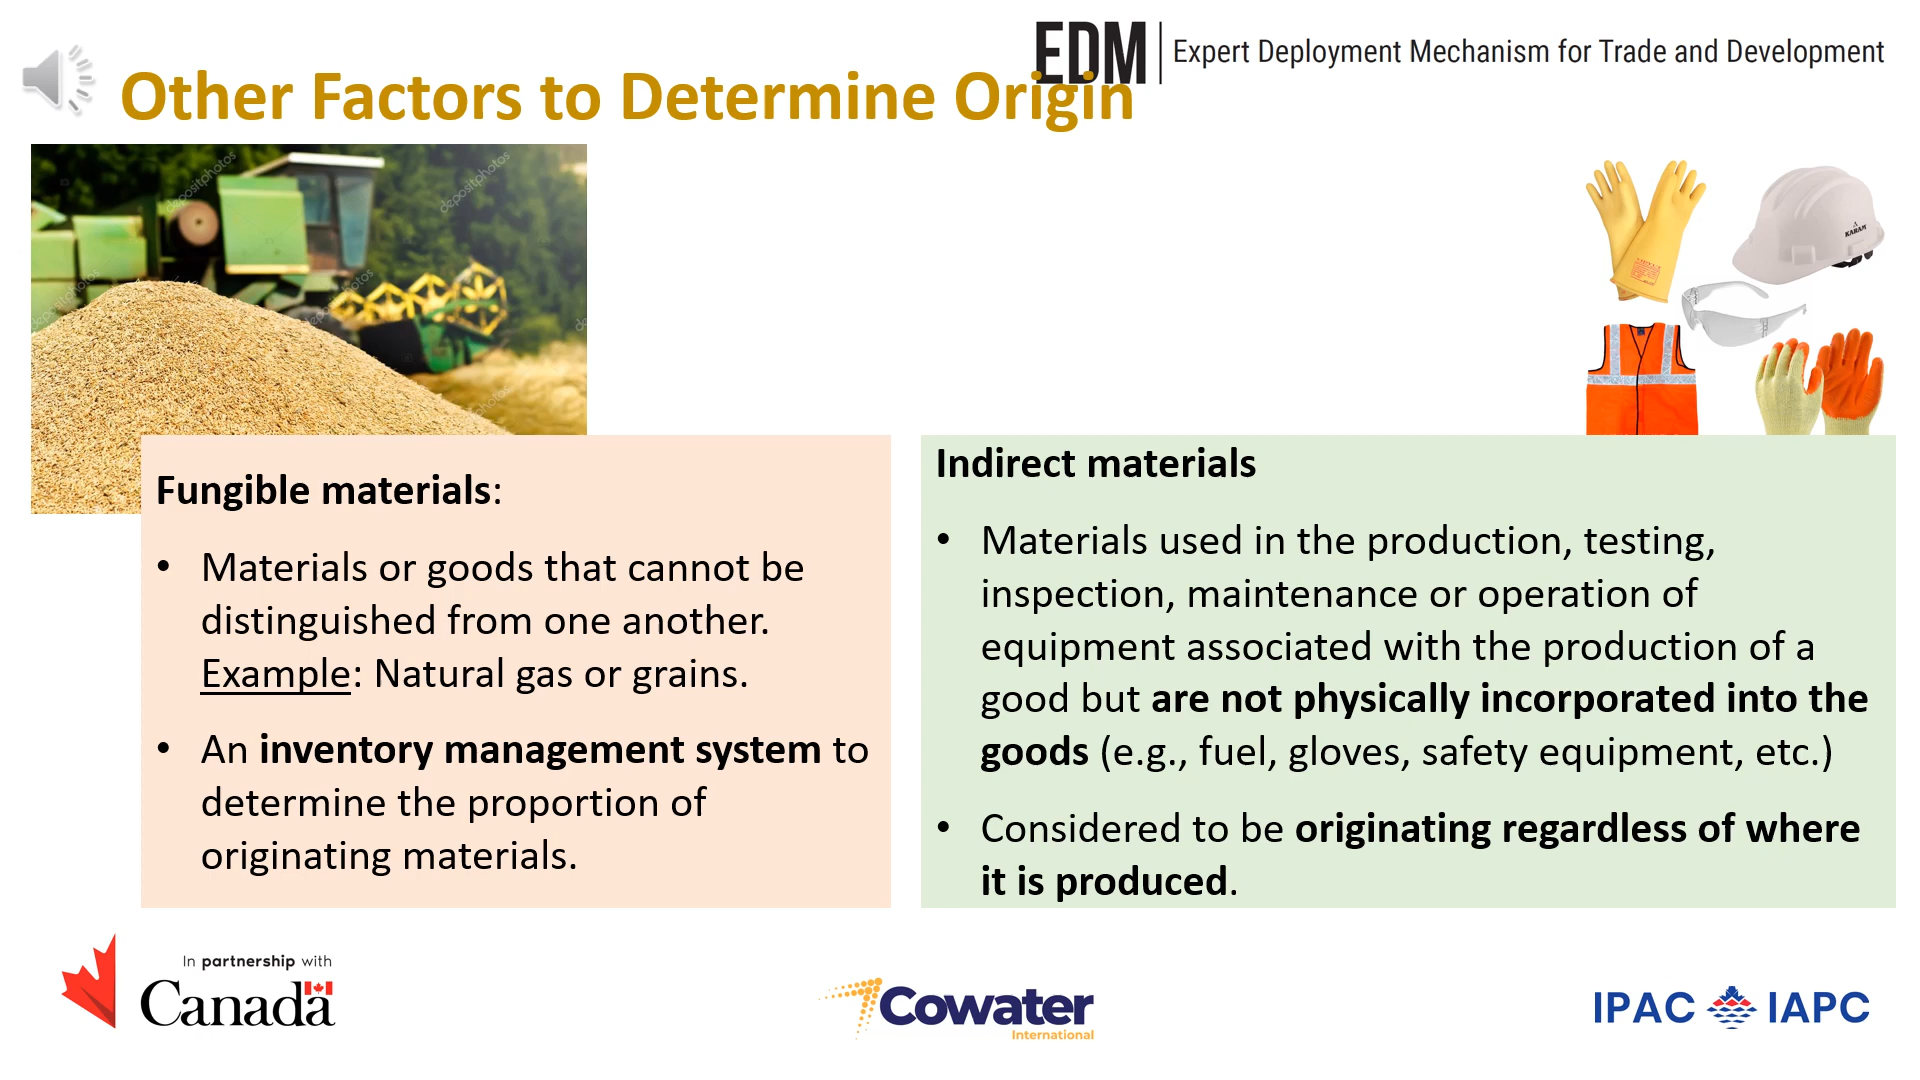 EDM
Expert Deployment Mechanism for Trade and Development
Other Factors to Determine Origin
depositphotos
depositphotos
KARAM
Fungible materials:
• Materials or goods that cannot be
distinguished from one another.
Example: Natural gas or grains.
• An inventory management system to
determine the proportion of
originating materials.
Indirect materials
• Materials used in the production, testing,
inspection, maintenance or operation of
equipment associated with the production of a
good but are not physically incorporated into the
goods (e.g., fuel, gloves, safety equipment, etc.)
• Considered to be originating regardless of where
it is produced.
In partnership with
Canada
Cowater
International
IPAC IAPC